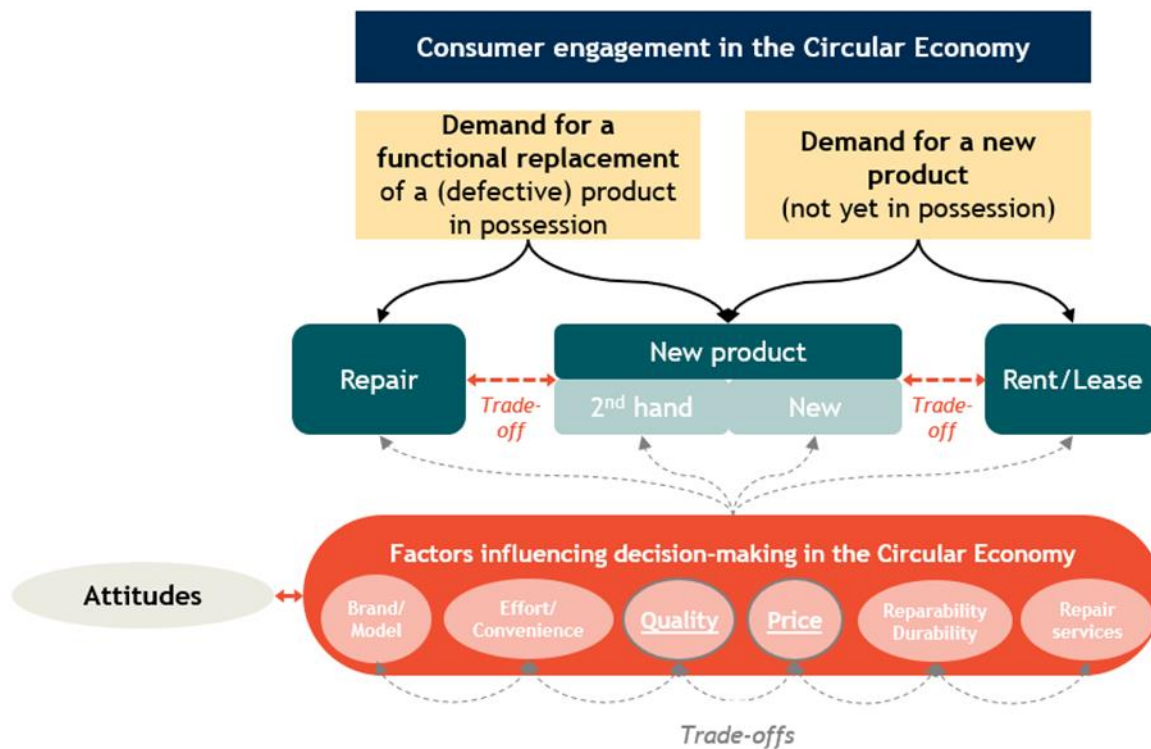 Consumer engagement in the Circular Economy
Demand for a
functional replacement
of a (defective) product
in possession
Demand for a new
product
(not yet in possession)
Repair
Trade-
off
New product
2nd hand
New
Trade-
off
Rent/Lease
Factors influencing decision-making in the Circular Economy
Attitudes
Brand/
Model
Effort/
Convenience
Quality
Price
Reparability
Durability
Repair
services
Trade-offs